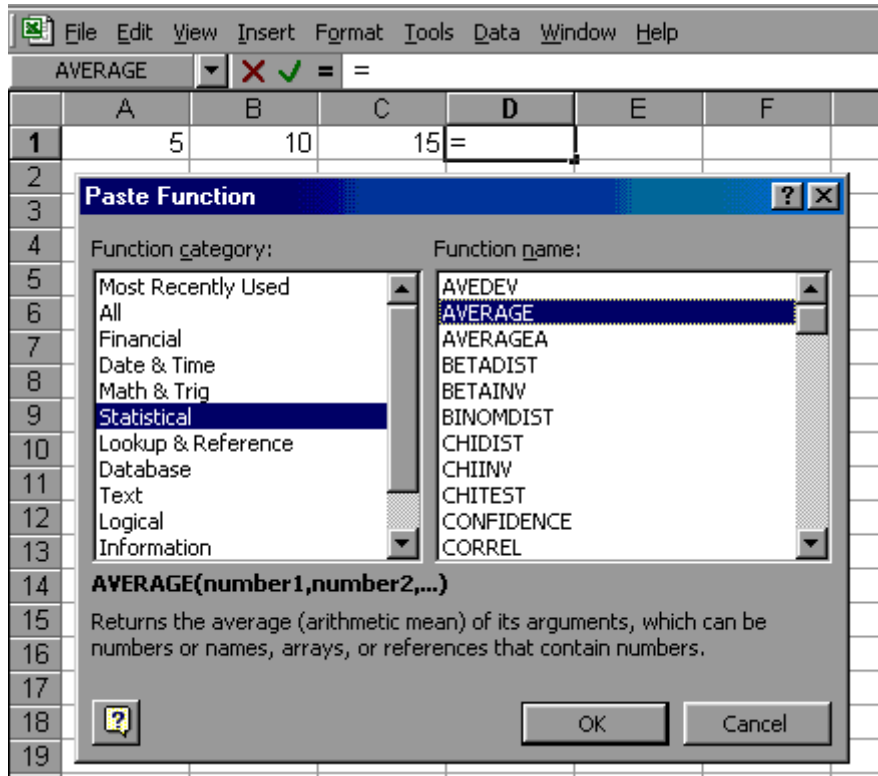 File Edit View Insert Format Tools Data Window Help
AVERAGE = =
A B C D E F
1 5 10 15 =
2
3
4
5
6
7
8
9
10
11
12
13
14
15
16
17
18
19
Paste Function ?
Function category:
Most Recently Used
All
Financial
Date & Time
Math & Trig
Statistical
Lookup & Reference
Database
Text
Logical
Information
Function name:
AVEDEV
AVERAGE
AVERAGEA
BETADIST
BETAINV
BINOMDIST
CHIDIST
CHIINV
CHITEST
CONFIDENCE
CORREL
AVERAGE(number1,number2,...)
Returns the average (arithmetic mean) of its arguments, which can be
numbers or names, arrays, or references that contain numbers.
?
OK Cancel